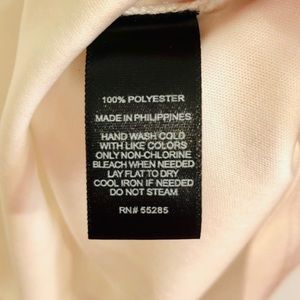 100% POLYESTER
MADE IN PHILIPPINES
HAND WASH COLD
WITH LIKE COLORS
ONLY NON-CHLORINE
BLEACH WHEN NEEDED
LAY FLAT TO DRY
COOL IRON IF NEEDED
DO NOT STEAM
RN# 55285